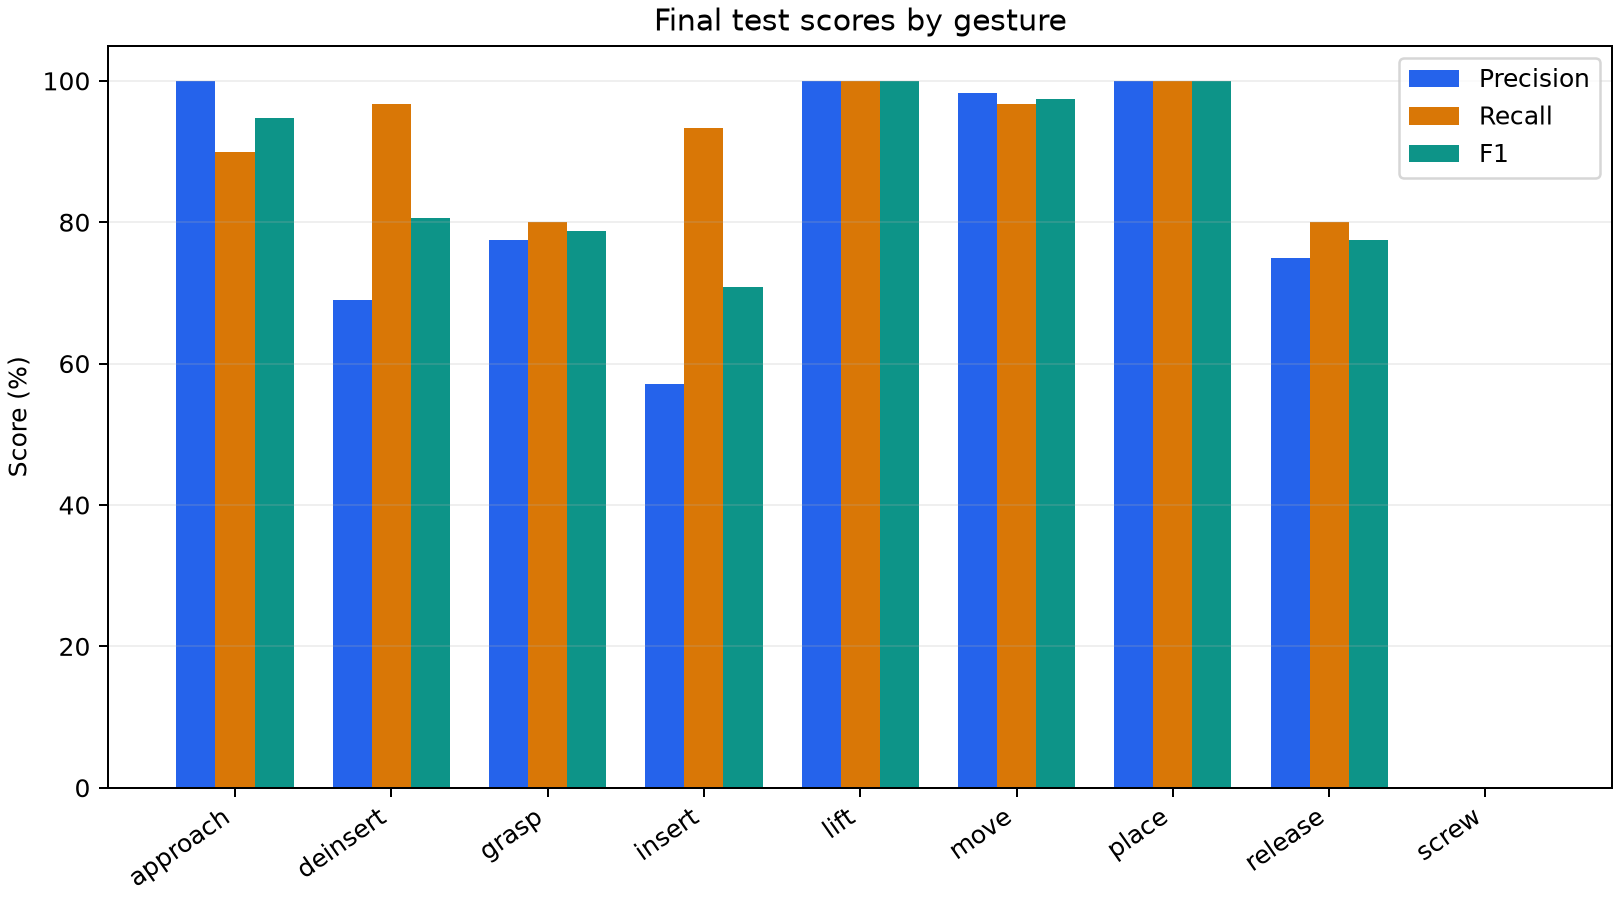 Final test scores by gesture
Precision
Recall
F1
Score (%)
100
80
60
40
20
0
approach
deinsert
grasp
insert
lift
move
place
release
screw